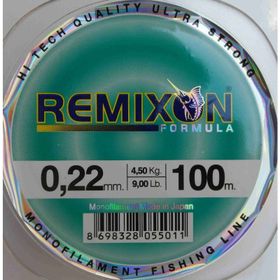 HI TECH QUALITY ULTRA STRONG
REMIXON
FORMULA
0,22mm. 4,50 Kg. 100m.
9,00 Lb.
Monofilament Made in Japan
8 698328 055011
MONOFILAMENT FISHING LINE